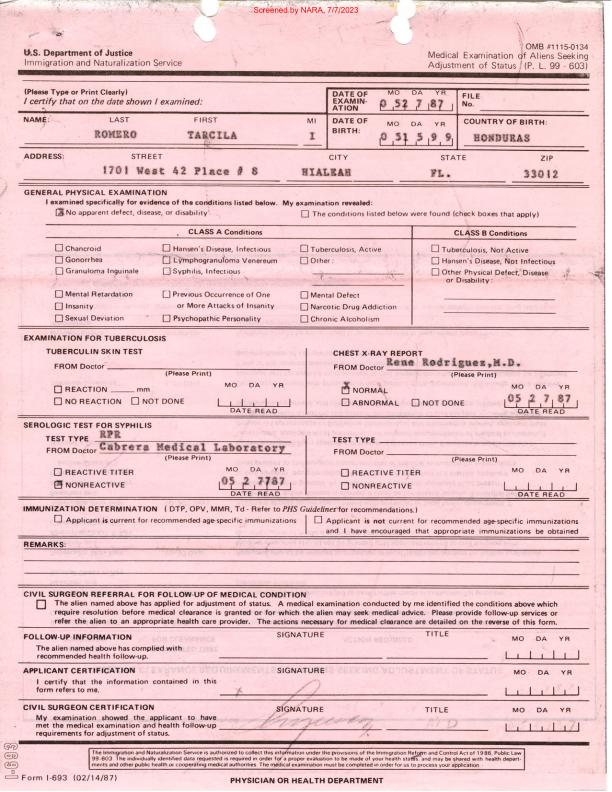 Screened by NARA, 7/7/2023
OMB #1115-0134
U.S. Department of Justice
Immigration and Naturalization Service
Medical Examination of Aliens Seeking
Adjustment of Status (P. L. 99 - 603)
(Please Type or Print Clearly)
I certify that on the date shown I examined:
DATE OF EXAMIN- ATION MO DA YR
0 52 7 87
FILE No.
NAME: LAST FIRST MI
ROMERO TARCILA I
DATE OF BIRTH: MO DA YR
0 51 5 9 9
COUNTRY OF BIRTH:
HONDURAS
ADDRESS: STREET CITY STATE ZIP
1701 West 42 Place # 8 HIALEAH FL. 33012
GENERAL PHYSICAL EXAMINATION
I examined specifically for evidence of the conditions listed below. My examination revealed:
No apparent defect, disease, or disability
The conditions listed below were found (check boxes that apply)
CLASS A Conditions
CLASS B Conditions
Chancroid Hansen's Disease, Infectious Tuberculosis, Active Tuberculosis, Not Active
Gonorrhea Lymphogranuloma Venereum Other: Hansen's Disease, Not Infectious
Granuloma Inguinale Syphilis, Infectious Other Physical Defect, Disease
or Disability:
Mental Retardation Previous Occurrence of One Mental Defect
Insanity or More Attacks of Insanity Narcotic Drug Addiction
Sexual Deviation Psychopathic Personality Chronic Alcoholism
EXAMINATION FOR TUBERCULOSIS
TUBERCULIN SKIN TEST
FROM Doctor
(Please Print)
REACTION mm
NO REACTION NOT DONE
MO DA YR
DATE READ
CHEST X-RAY REPORT
FROM Doctor Rene Rodriguez,M.D.
(Please Print)
X NORMAL
ABNORMAL NOT DONE
MO DA YR
05 2 7 87
DATE READ
SEROLOGIC TEST FOR SYPHILIS
TEST TYPE RPR
FROM Doctor Cabrera Medical Laboratory
(Please Print)
REACTIVE TITER
NONREACTIVE
MO DA YR
05 2 7787
DATE READ
TEST TYPE
FROM Doctor
(Please Print)
REACTIVE TITER
NONREACTIVE
MO DA YR
DATE READ
IMMUNIZATION DETERMINATION (DTP, OPV, MMR, Td - Refer to PHS Guidelines for recommendations.)
Applicant is current for recommended age-specific immunizations
Applicant is not current for recommended age-specific immunizations
and I have encouraged that appropriate immunizations be obtained
REMARKS:
CIVIL SURGEON REFERRAL FOR FOLLOW-UP OF MEDICAL CONDITION
The alien named above has applied for adjustment of status. A medical examination conducted by me identified the conditions above which
require resolution before medical clearance is granted or for which the alien may seek medical advice. Please provide follow-up services or
refer the alien to an appropriate health care provider. The actions necessary for medical clearance are detailed on the reverse of this form.
FOLLOW-UP INFORMATION SIGNATURE TITLE MO DA YR
The alien named above has complied with
recommended health follow-up.
APPLICANT CERTIFICATION SIGNATURE MO DA YR
I certify that the information contained in this
form refers to me.
CIVIL SURGEON CERTIFICATION SIGNATURE TITLE MO DA YR
My examination showed the applicant to have
met the medical examination and health follow-up
requirements for adjustment of status.
MD
The Immigration and Naturalization Service is authorized to collect this information under the provisions of the Immigration Reform and Control Act of 1986, Public Law
99-603. The individually identified data requested is required in order for a proper evaluation to be made of your health status, and may be shared with health depart-
ments and other public health or cooperating medical authorities. The medical examination must be completed in order for us to process your application.
Form I-693 (02/14/87)
PHYSICIAN OR HEALTH DEPARTMENT